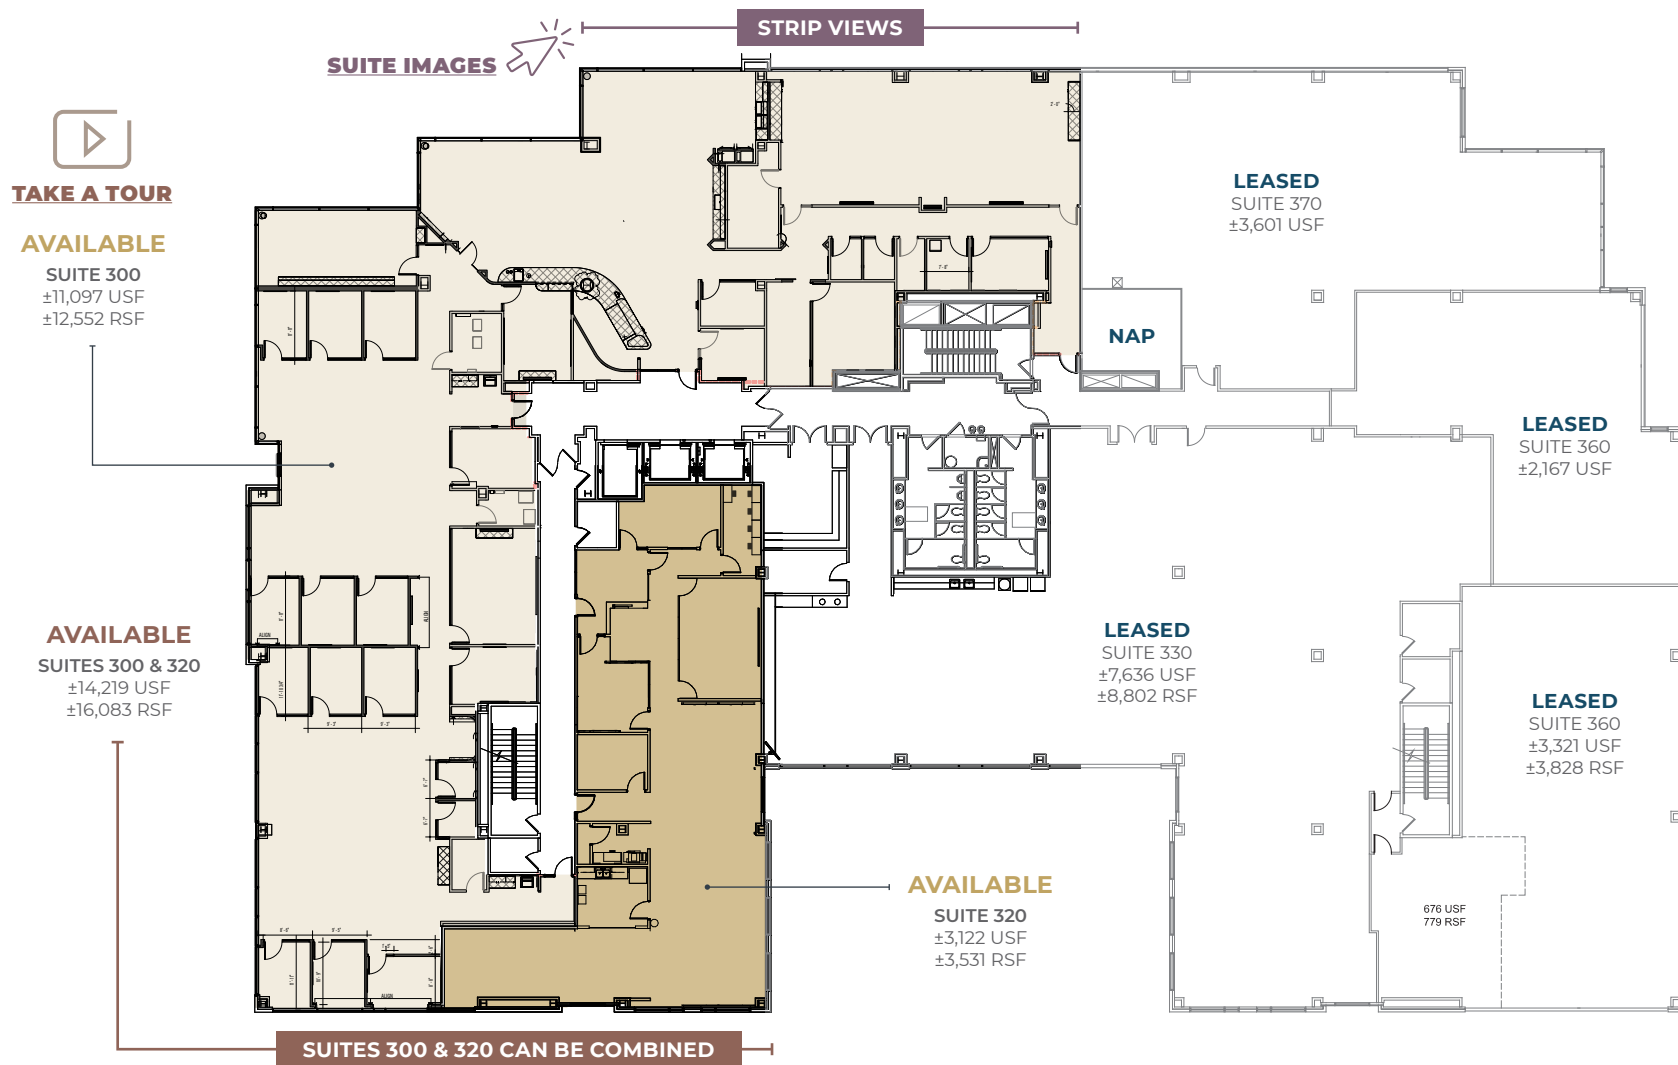 STRIP VIEWS
SUITE IMAGES
TAKE A TOUR
AVAILABLE
SUITE 300
±11,097 USF
±12,552 RSF
LEASED
SUITE 370
±3,601 USF
NAP
LEASED
SUITE 360
±2,167 USF
AVAILABLE
SUITES 300 & 320
±14,219 USF
±16,083 RSF
ALIGN
ALIGN
LEASED
SUITE 330
±7,636 USF
±8,802 RSF
LEASED
SUITE 360
±3,321 USF
±3,828 RSF
AVAILABLE
SUITE 320
±3,122 USF
±3,531 RSF
676 USF
779 RSF
ALIGN
SUITES 300 & 320 CAN BE COMBINED